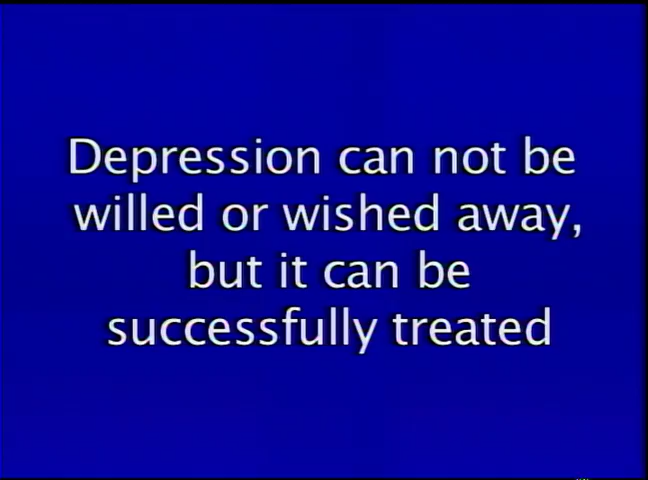 Depression can not be
willed or wished away,
but it can be
successfully treated